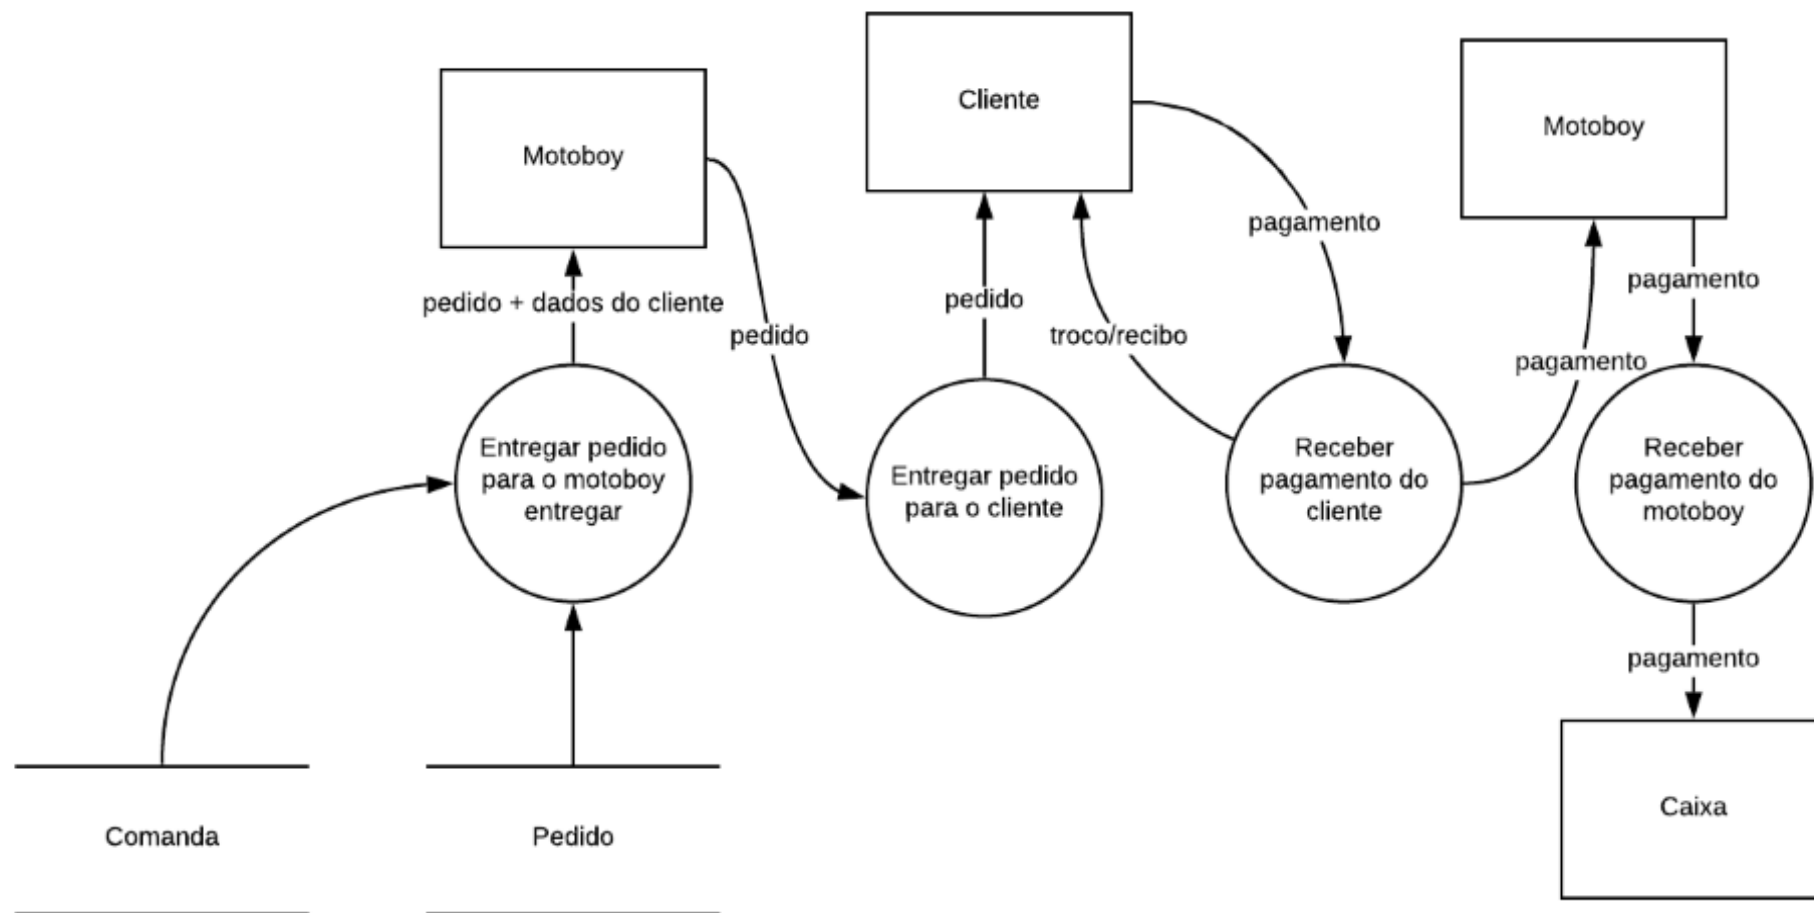 Motoboy
Cliente
Motoboy
pedido + dados do cliente
pedido
pedido
troco/recibo
pagamento
pagamento
pagamento
Entregar pedido
para o motoboy
entregar
Entregar pedido
para o cliente
Receber
pagamento do
cliente
Receber
pagamento do
motoboy
pagamento
Comanda
Pedido
Caixa